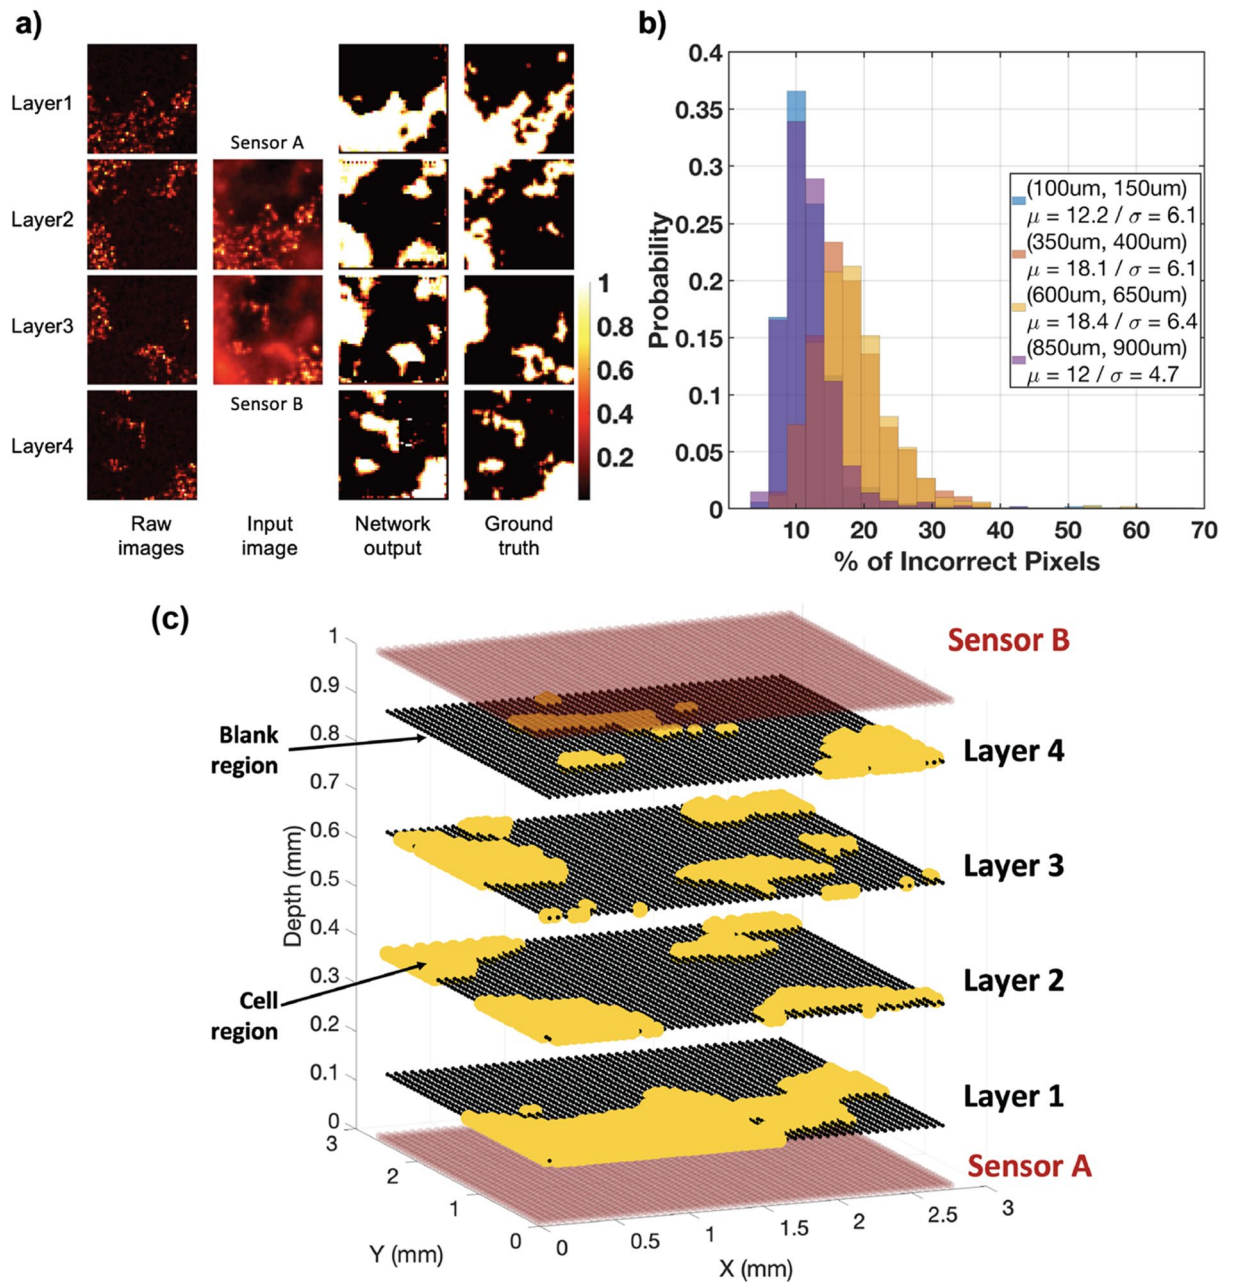 a)
Layer1
Layer2
Layer3
Layer4
Sensor A
Sensor B
1
0.8
0.6
0.4
0.2
Raw
images
Input
image
Network
output
Ground
truth
b)
0.4
0.35
0.3
0.25
0.2
0.15
0.1
0.05
0
Probability
10 20 30 40 50 60 70
% of Incorrect Pixels
(100um, 150um)
μ = 12.2 / σ = 6.1
(350um, 400um)
μ = 18.1 / σ = 6.1
(600um, 650um)
μ = 18.4 / σ = 6.4
(850um, 900um)
μ = 12 / σ = 4.7
(c)
1
0.9
0.8
0.7
0.6
0.5
0.4
0.3
0.2
0.1
0
Depth (mm)
Blank
region
Cell
region
Sensor B
Layer 4
Layer 3
Layer 2
Layer 1
Sensor A
3
2
1
0
Y (mm)
0 0.5 1 1.5 2 2.5 3
X (mm)